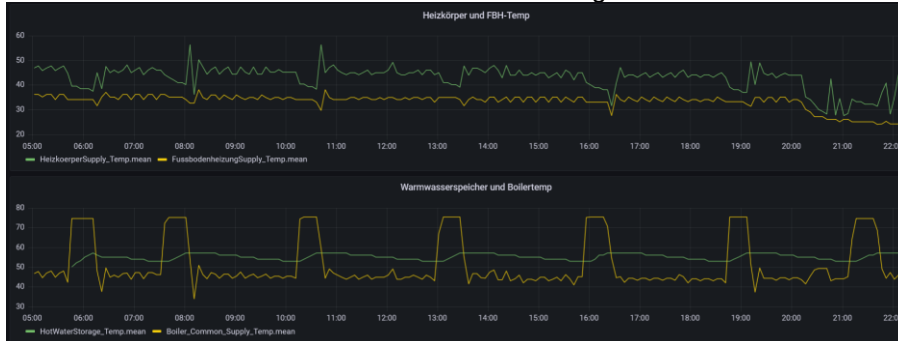 Heizkörper und FBH-Temp
60
50
40
30
20
05:00 06:00 07:00 08:00 09:00 10:00 11:00 12:00 13:00 14:00 15:00 16:00 17:00 18:00 19:00 20:00 21:00 22:0
HeizkoerperSupply_Temp.mean FussbodenheizungSupply_Temp.mean
Warmwasserspeicher und Boilertemp
80
70
60
50
40
30
05:00 06:00 07:00 08:00 09:00 10:00 11:00 12:00 13:00 14:00 15:00 16:00 17:00 18:00 19:00 20:00 21:00 22:0
HotWaterStorage_Temp.mean Boiler_Common_Supply_Temp.mean